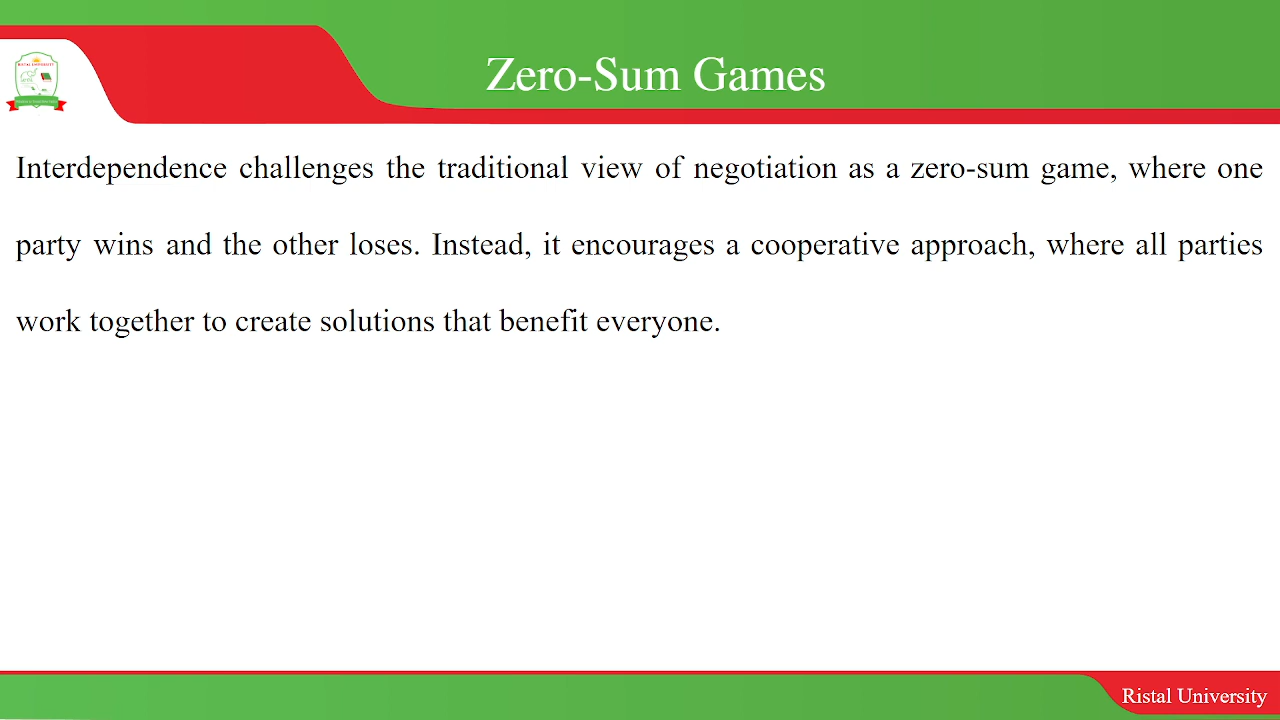 RISTAL UNIVERSITY
Zero-Sum Games
Interdependence challenges the traditional view of negotiation as a zero-sum game, where one
party wins and the other loses. Instead, it encourages a cooperative approach, where all parties
work together to create solutions that benefit everyone.
Ristal University